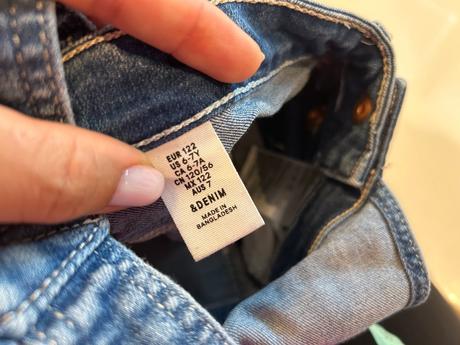 EUR 122
US 6-7Y
CA 6-7A
CN 120/56
MX 122
AUS 7
&DENIM
MADE IN
BANGLADESH